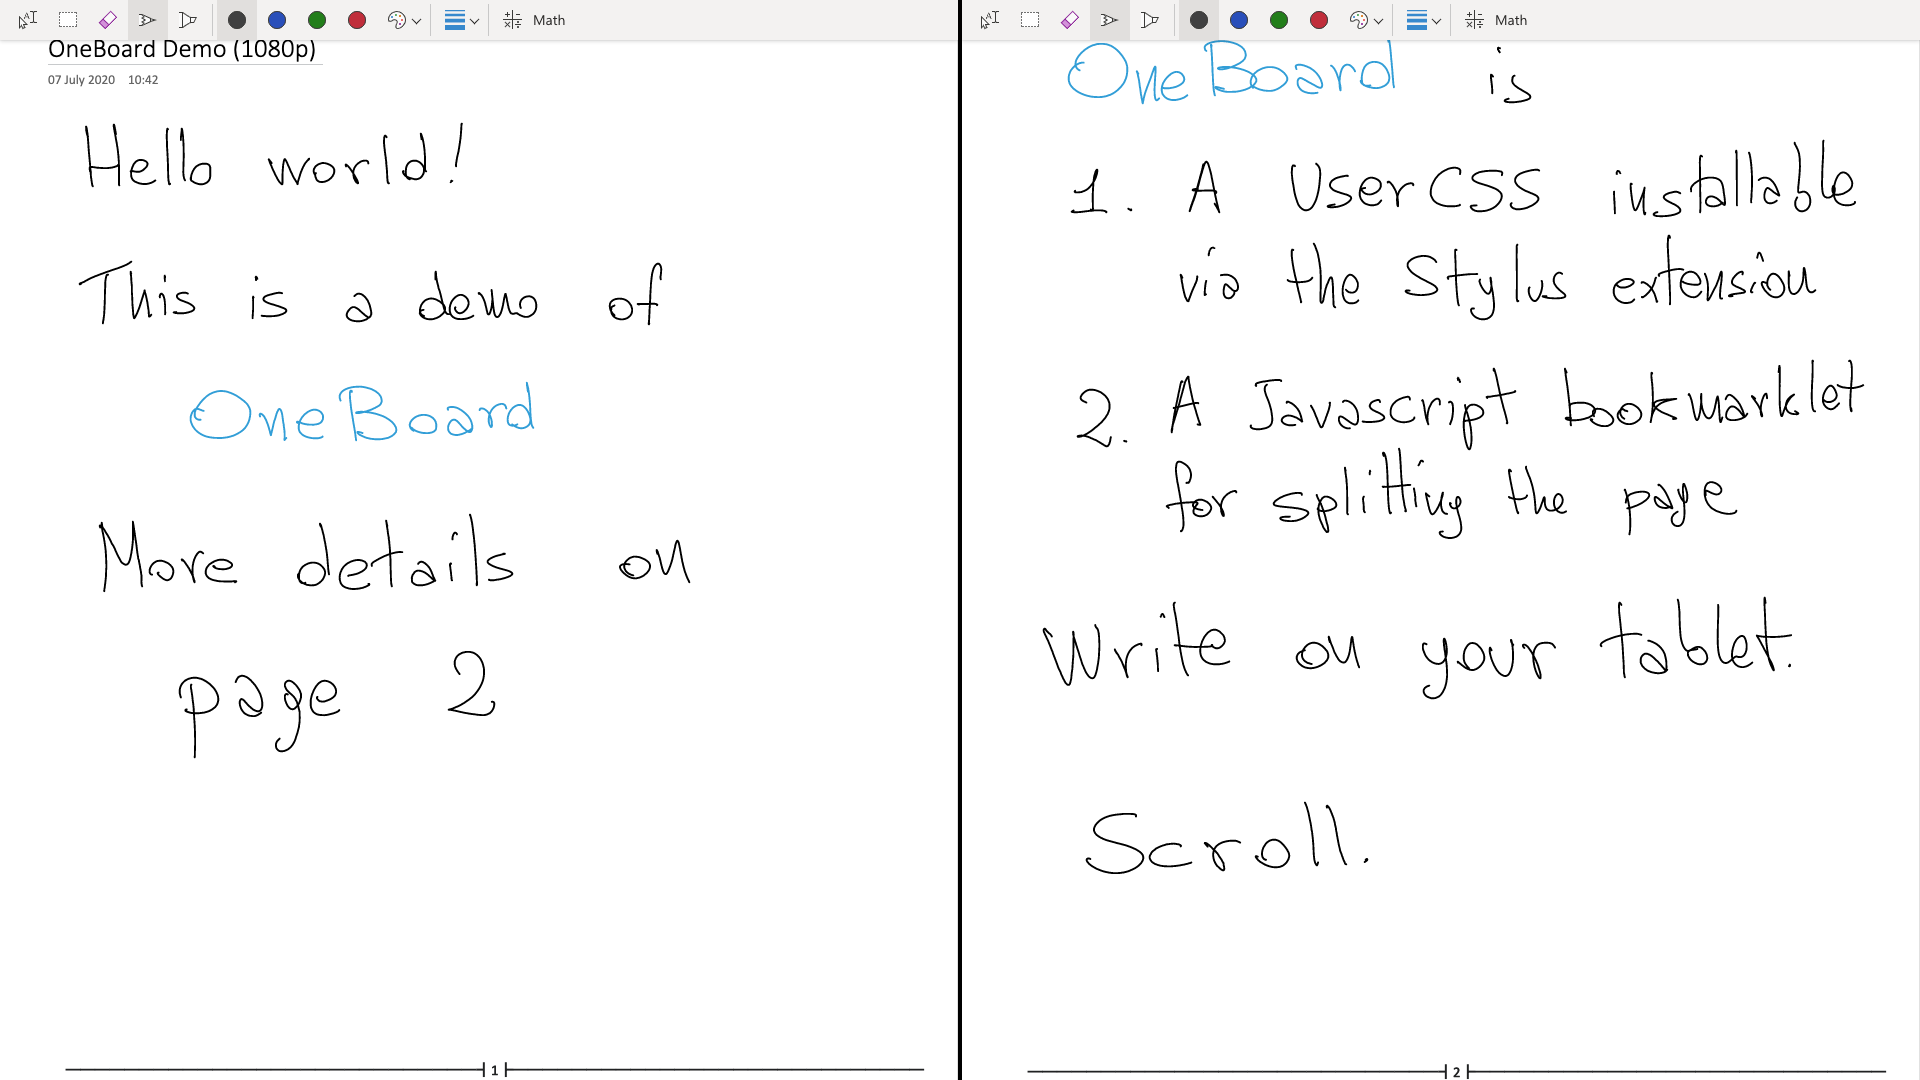 Math
OneBoard Demo (1080p)
07 July 2020 10:42
Hello world!
This is a demo of
OneBoard
More details on
page 2
1
Math
OneBoard is
1. A UserCSS installable
via the Stylus extension
2. A Javascript bookmarklet
for splitting the page
Write on your tablet.
Scroll.
2